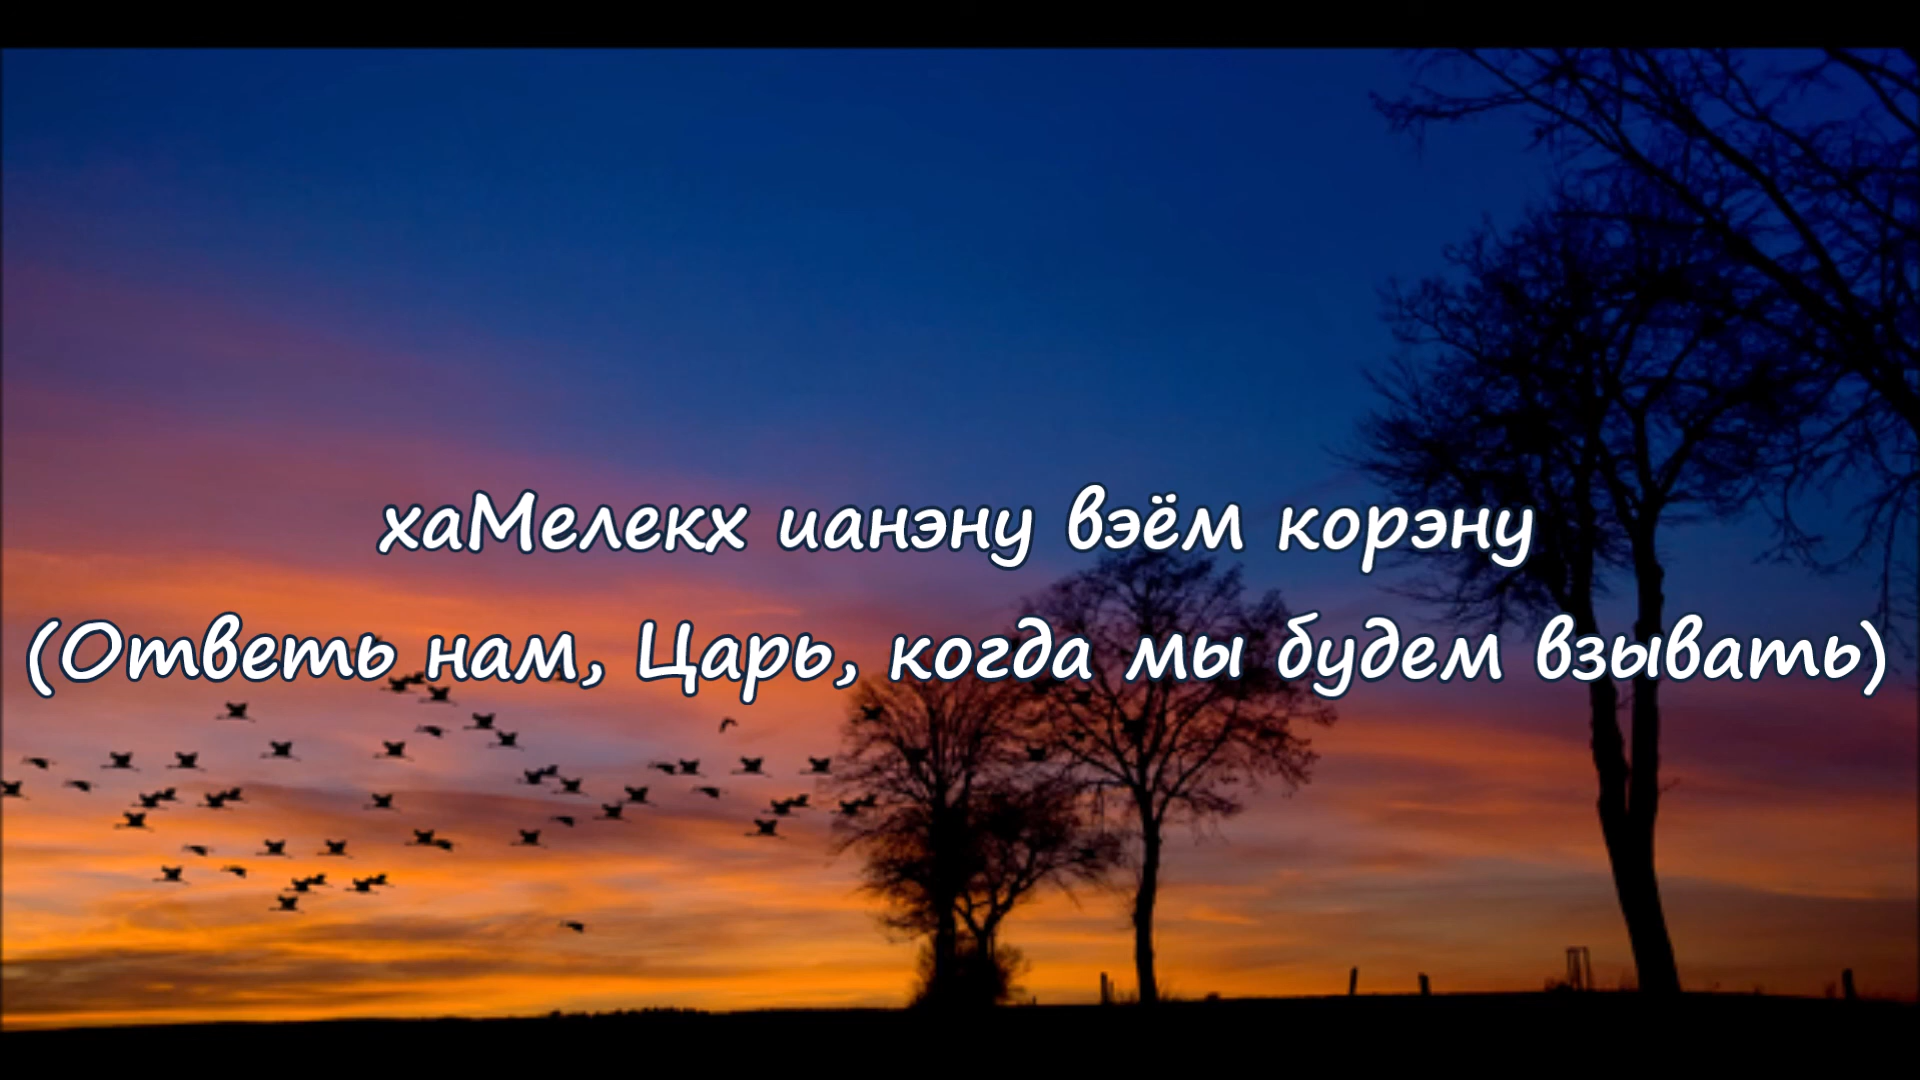 хаМелекх ианэну вэём корэну
(Ответь нам, Царь, когда мы будем взывать)